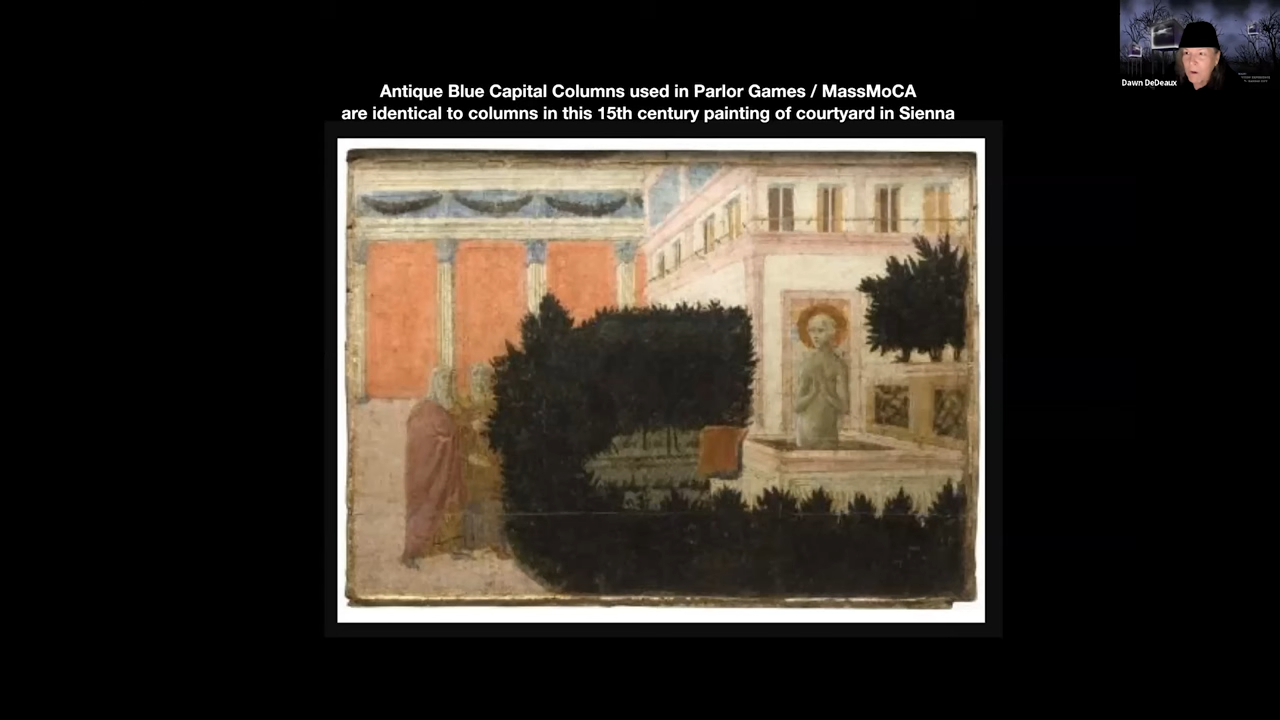 Antique Blue Capital Columns used in Parlor Games / MassMoCA
are identical to columns in this 15th century painting of courtyard in Sienna
Dawn DeDeaux